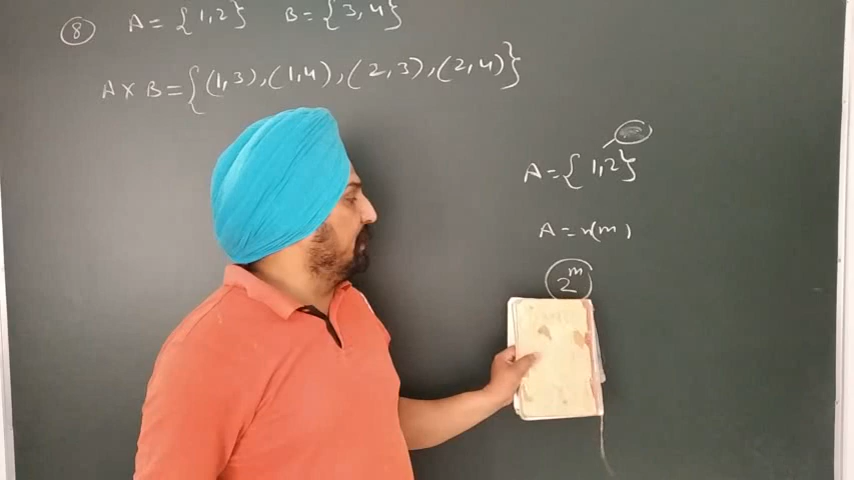 8 A = {1,2} B = {3,4}
A × B = {(1,3), (1,4), (2,3), (2,4)}
A = {1,2}
A = n(m)
2^m